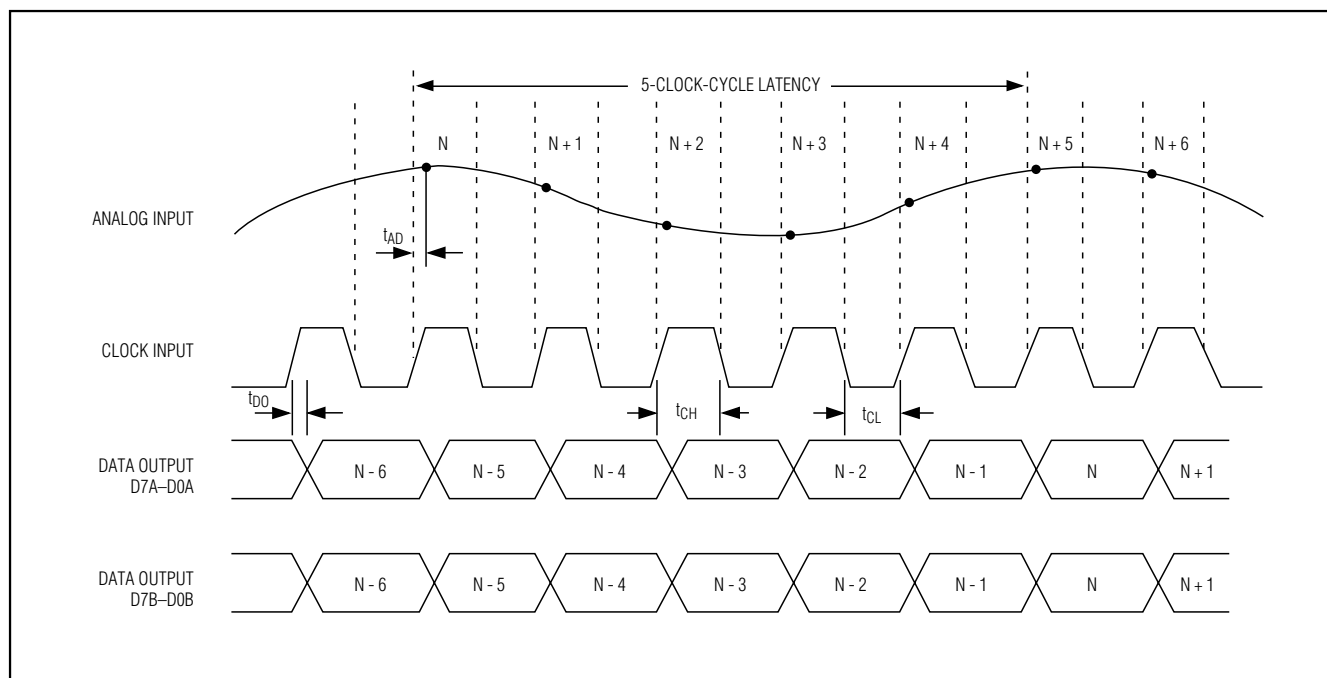 5-CLOCK-CYCLE LATENCY
N N + 1 N + 2 N + 3 N + 4 N + 5 N + 6
ANALOG INPUT
tAD
CLOCK INPUT
tDO tCH tCL
DATA OUTPUT
D7A–D0A
N - 6 N - 5 N - 4 N - 3 N - 2 N - 1 N N + 1
DATA OUTPUT
D7B–D0B
N - 6 N - 5 N - 4 N - 3 N - 2 N - 1 N N + 1